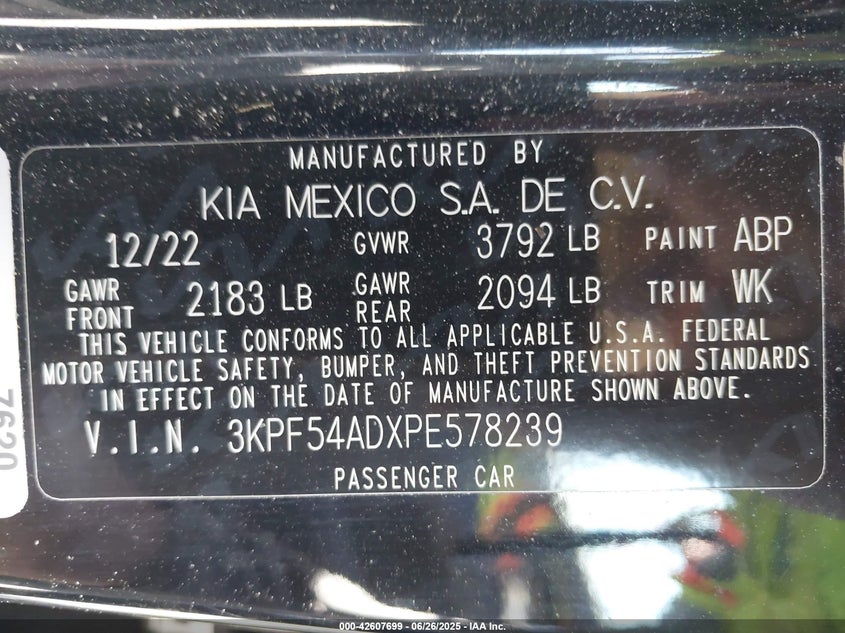 MANUFACTURED BY
KIA MEXICO S.A. DE C.V.
12/22 GVWR 3792 LB PAINT ABP
GAWR FRONT 2183 LB GAWR REAR 2094 LB TRIM WK
THIS VEHICLE CONFORMS TO ALL APPLICABLE U.S.A. FEDERAL
MOTOR VEHICLE SAFETY, BUMPER, AND THEFT PREVENTION STANDARDS
IN EFFECT ON THE DATE OF MANUFACTURE SHOWN ABOVE.
V.I.N. 3KPF54ADXPE578239
PASSENGER CAR
7620
000-42607699 - 06/26/2025 - IAA Inc.